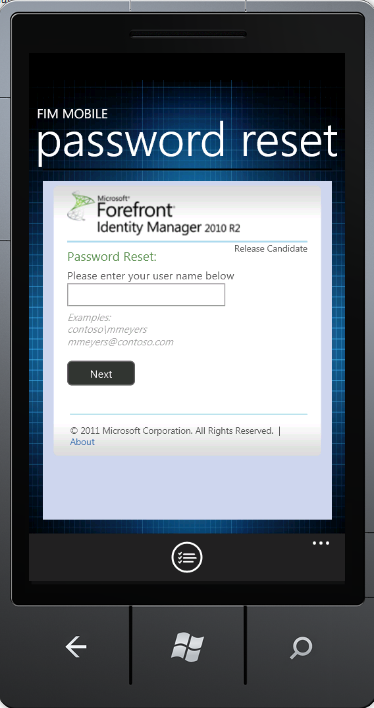 FIM MOBILE
password reset
Microsoft®
Forefront™
Identity Manager 2010 R2
Release Candidate
Password Reset:
Please enter your user name below
Examples:
contoso\mmeyers
mmeyers@contoso.com
Next
© 2011 Microsoft Corporation. All Rights Reserved. |
About